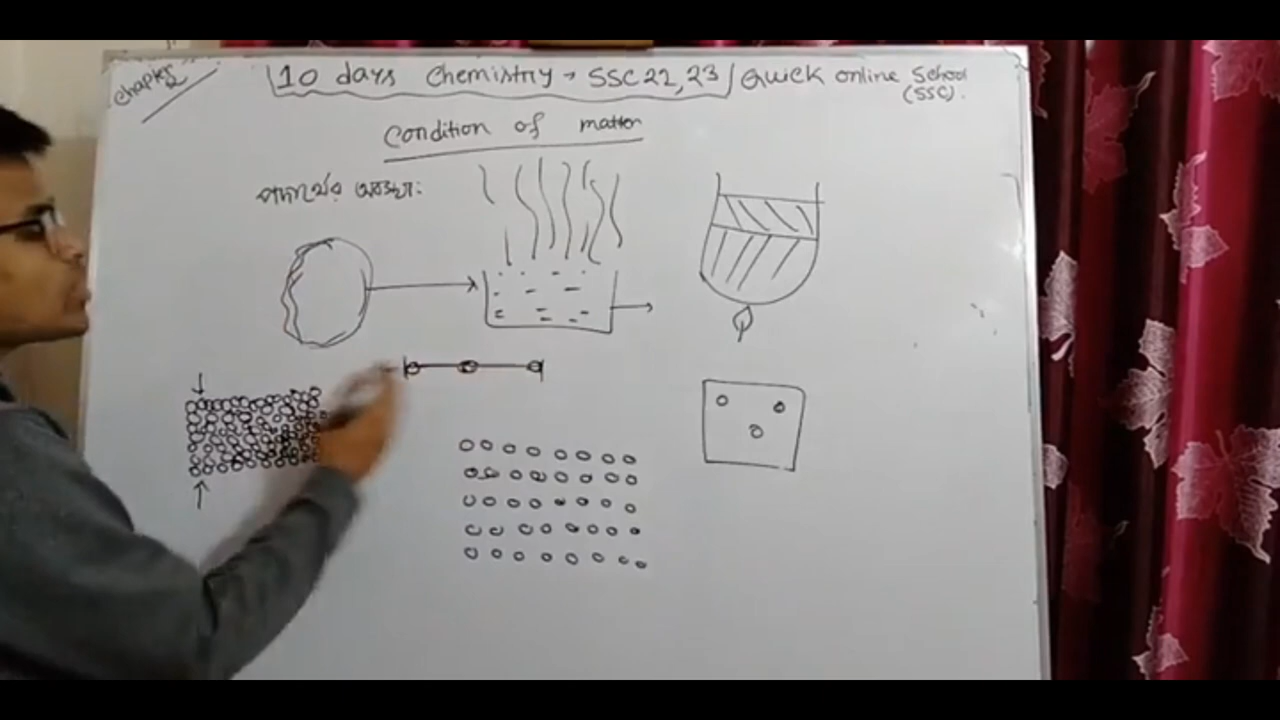 Chapter 2
10 days Chemistry → SSC 22, 23 / Quick online School
(SSC).
Condition of matter
পদার্থের অবস্থা: